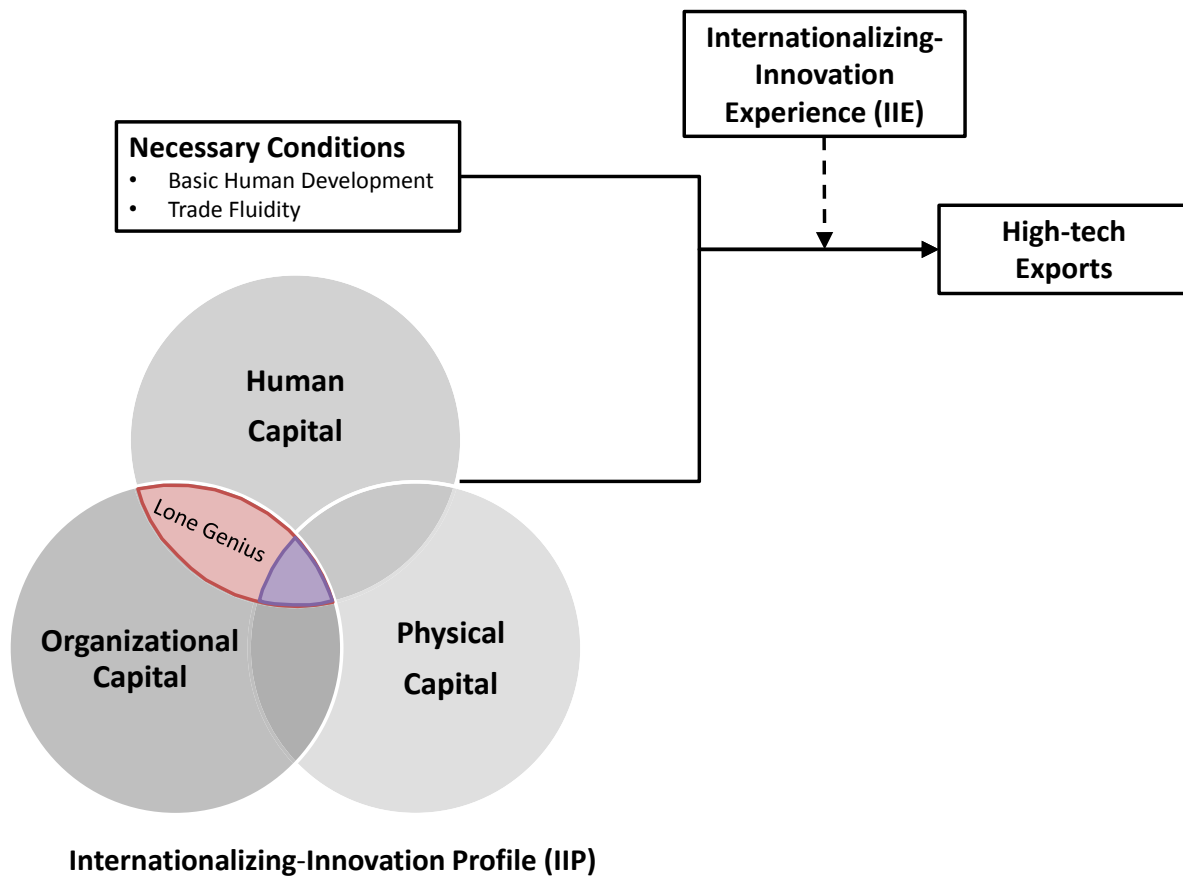 Internationalizing-
Innovation
Experience (IIE)
Necessary Conditions
• Basic Human Development
• Trade Fluidity
High-tech
Exports
Human
Capital
Lone Genius
Organizational
Capital
Physical
Capital
Internationalizing-Innovation Profile (IIP)